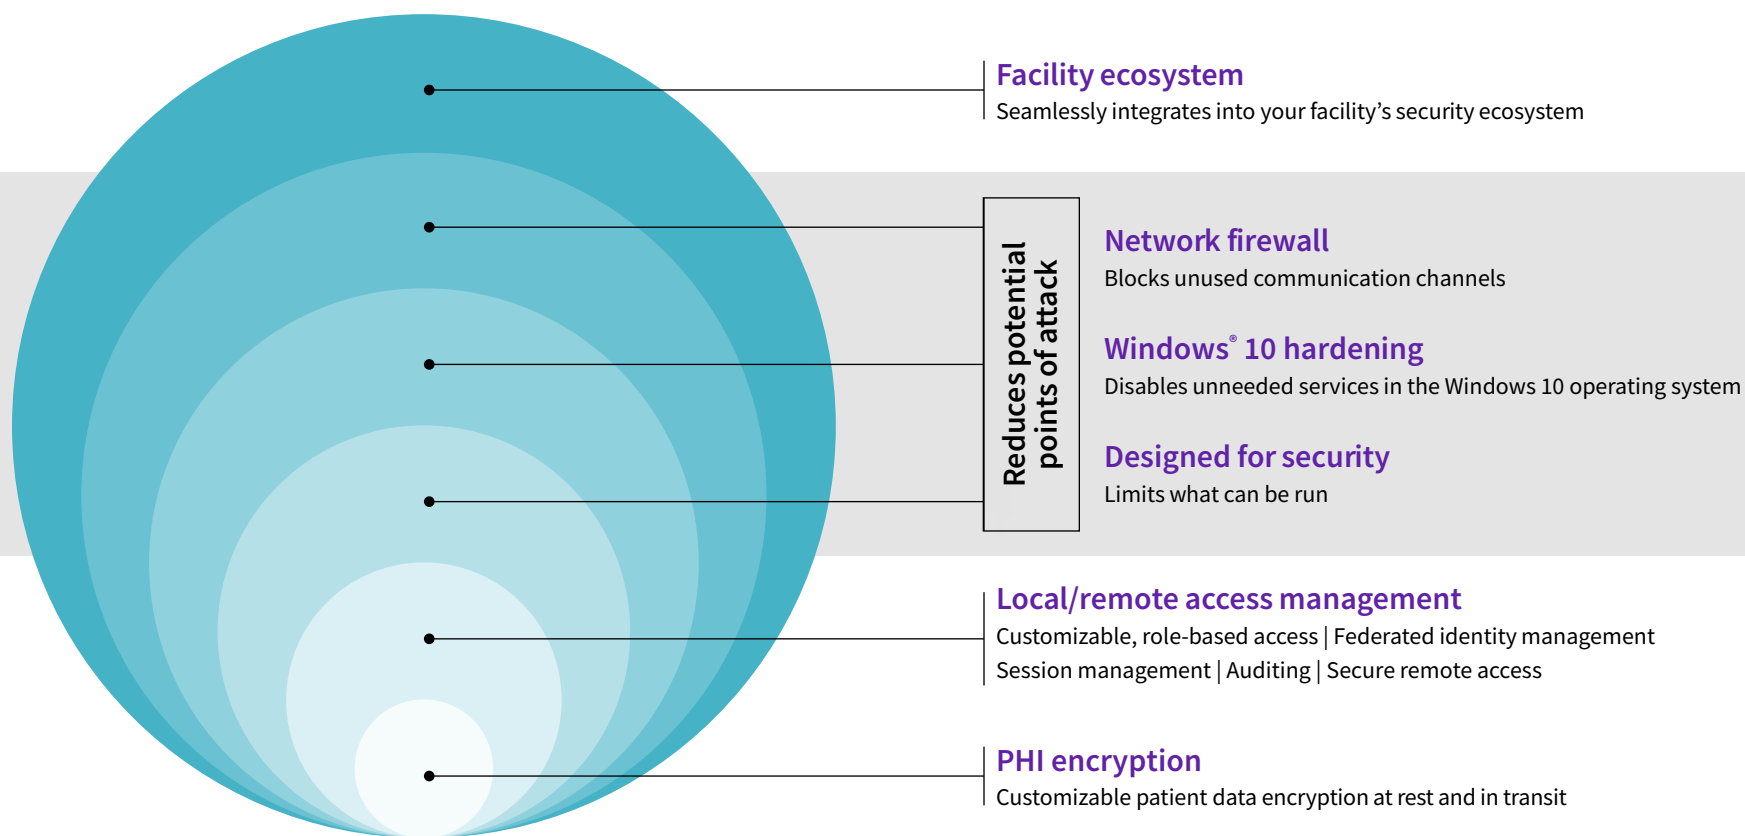 Facility ecosystem
Seamlessly integrates into your facility’s security ecosystem
Reduces potential
points of attack
Network firewall
Blocks unused communication channels
Windows® 10 hardening
Disables unneeded services in the Windows 10 operating system
Designed for security
Limits what can be run
Local/remote access management
Customizable, role-based access | Federated identity management
Session management | Auditing | Secure remote access
PHI encryption
Customizable patient data encryption at rest and in transit